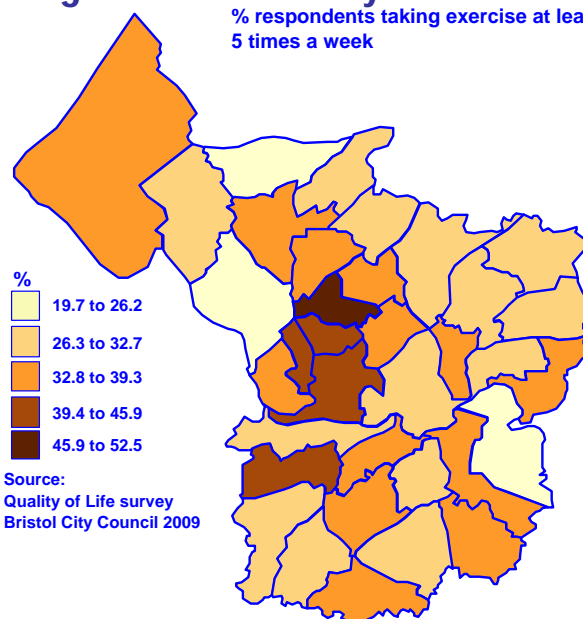 % respondents taking exercise at
5 times a week
%
19.7 to 26.2
26.3 to 32.7
32.8 to 39.3
39.4 to 45.9
45.9 to 52.5
Source:
Quality of Life survey
Bristol City Council 2009